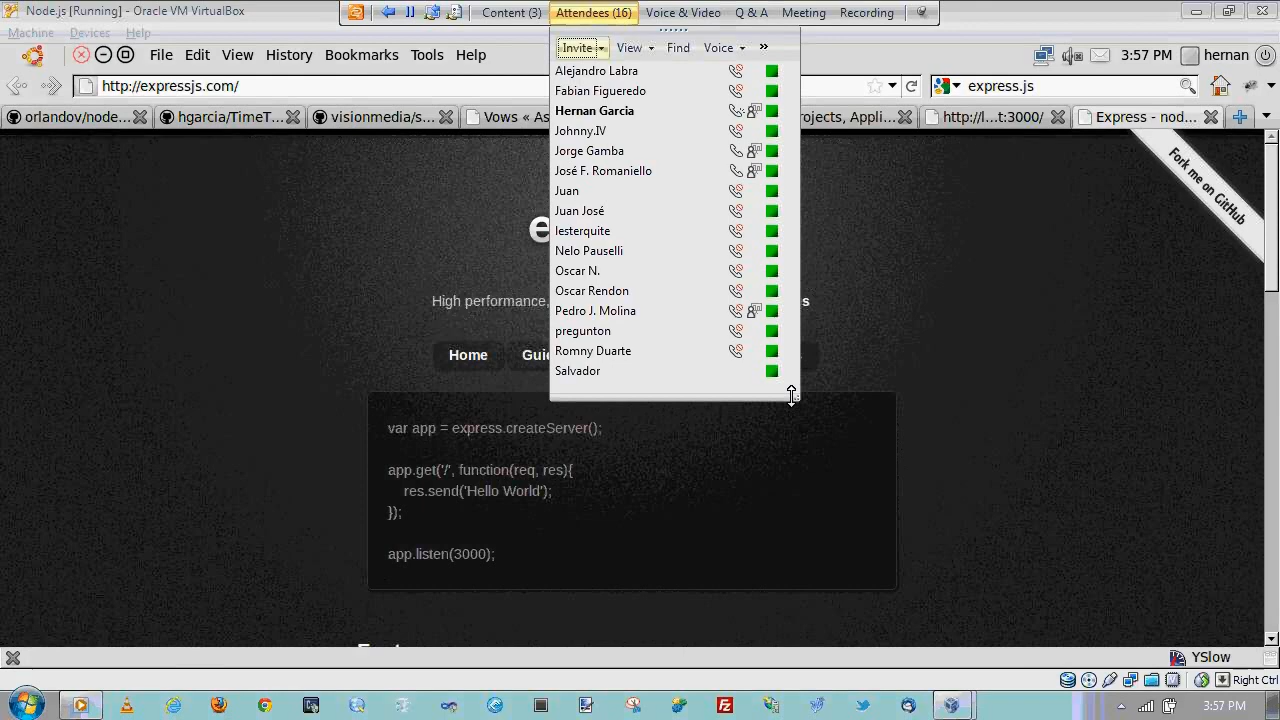 Node.js [Running] - Oracle VM VirtualBox
Content (3) Attendees (16) Voice & Video Q & A Meeting Recording
Machine Devices Help
Invite View Find Voice »
File Edit View History Bookmarks Tools Help
3:57 PM hernan
http://expressjs.com/
express.js
orlandov/node... hgarcia/TimeT... visionmedia/s... Vows « As
rojects, Appli... http://l...t:3000/ Express - nod...
Alejandro Labra
Fabian Figueredo
Hernan Garcia
Johnny.IV
Jorge Gamba
José F. Romaniello
Juan
Juan José
lesterquite
Nelo Pauselli
Oscar N.
Oscar Rendon
Pedro J. Molina
pregunton
Romny Duarte
Salvador
Fork me on GitHub
e
High performance,
s
Home Guid
var app = express.createServer();
app.get('/', function(req, res){
res.send('Hello World');
});
app.listen(3000);
YSlow
Right Ctrl
3:57 PM